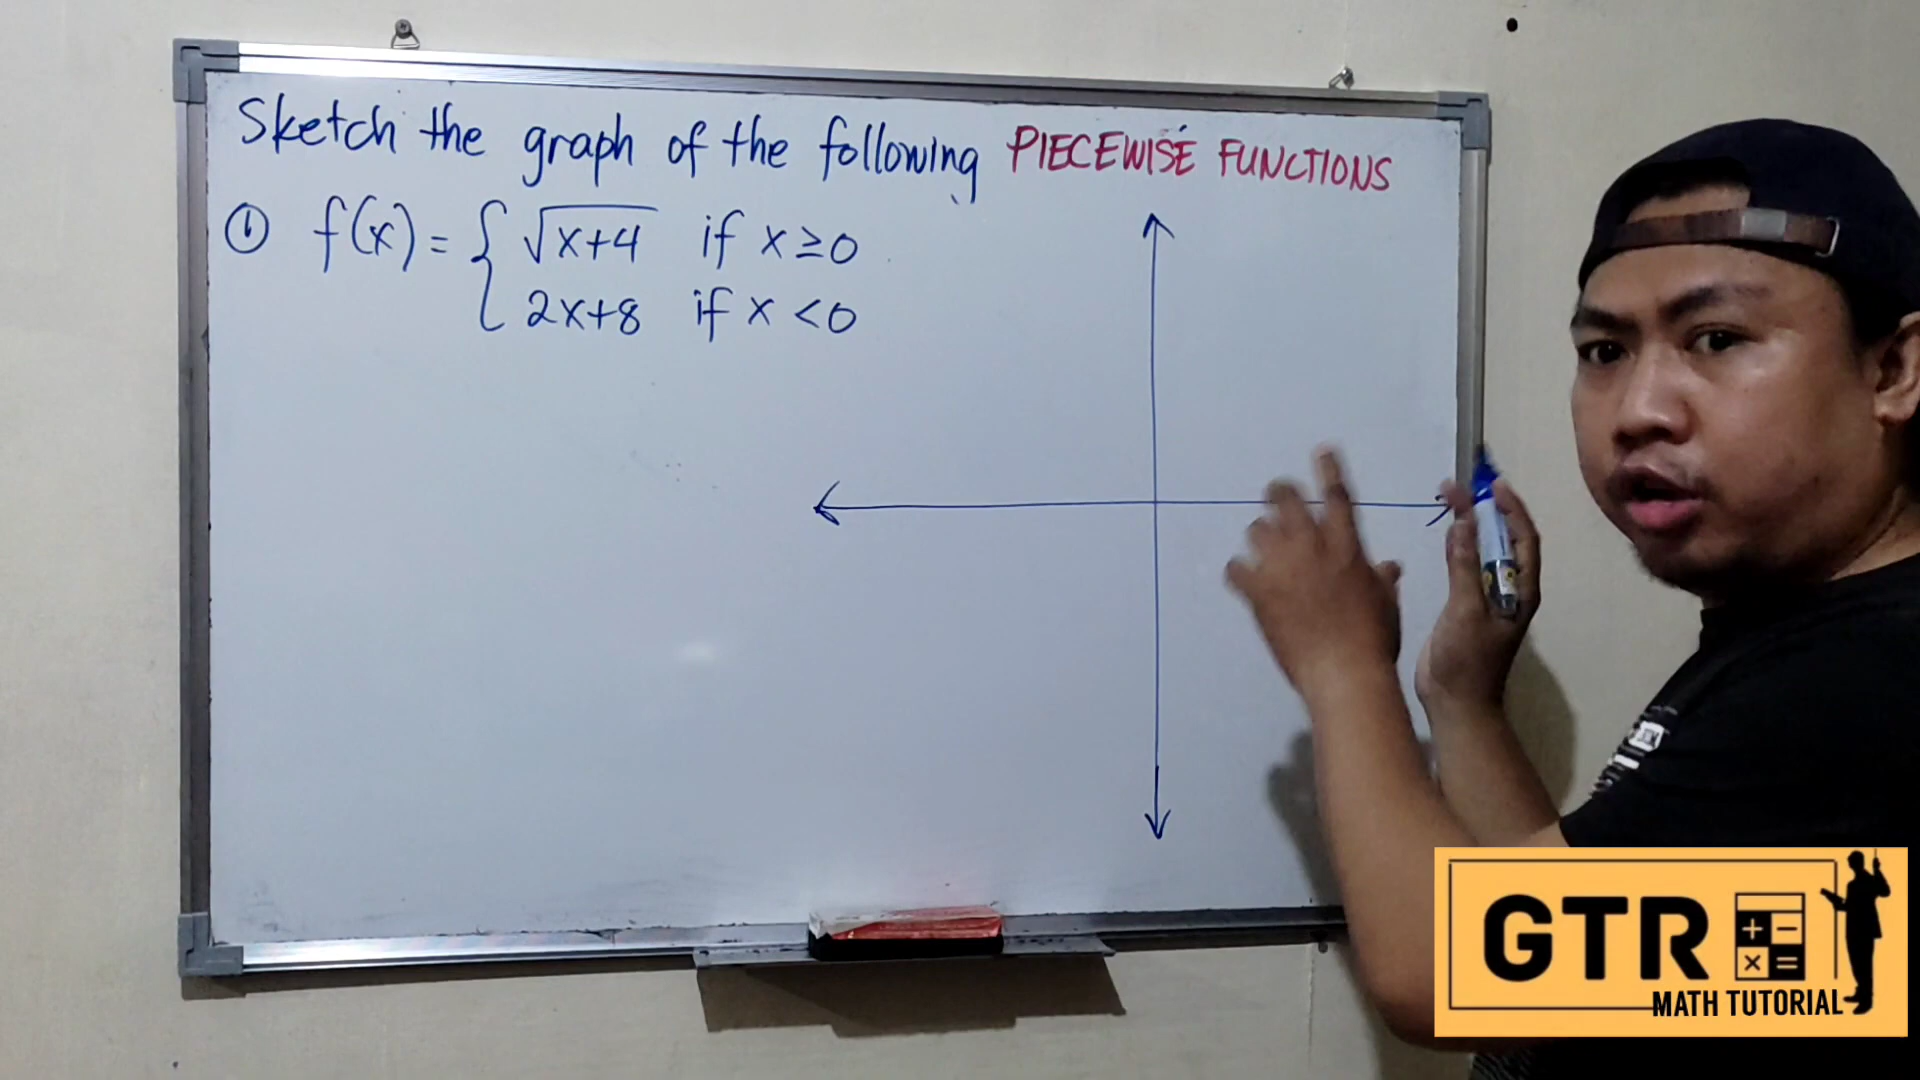 Sketch the graph of the following PIECEWISE FUNCTIONS
① f(x) = { √x+4 if x ≥ 0
2x+8 if x < 0
GTR
+ −
× =
MATH TUTORIAL